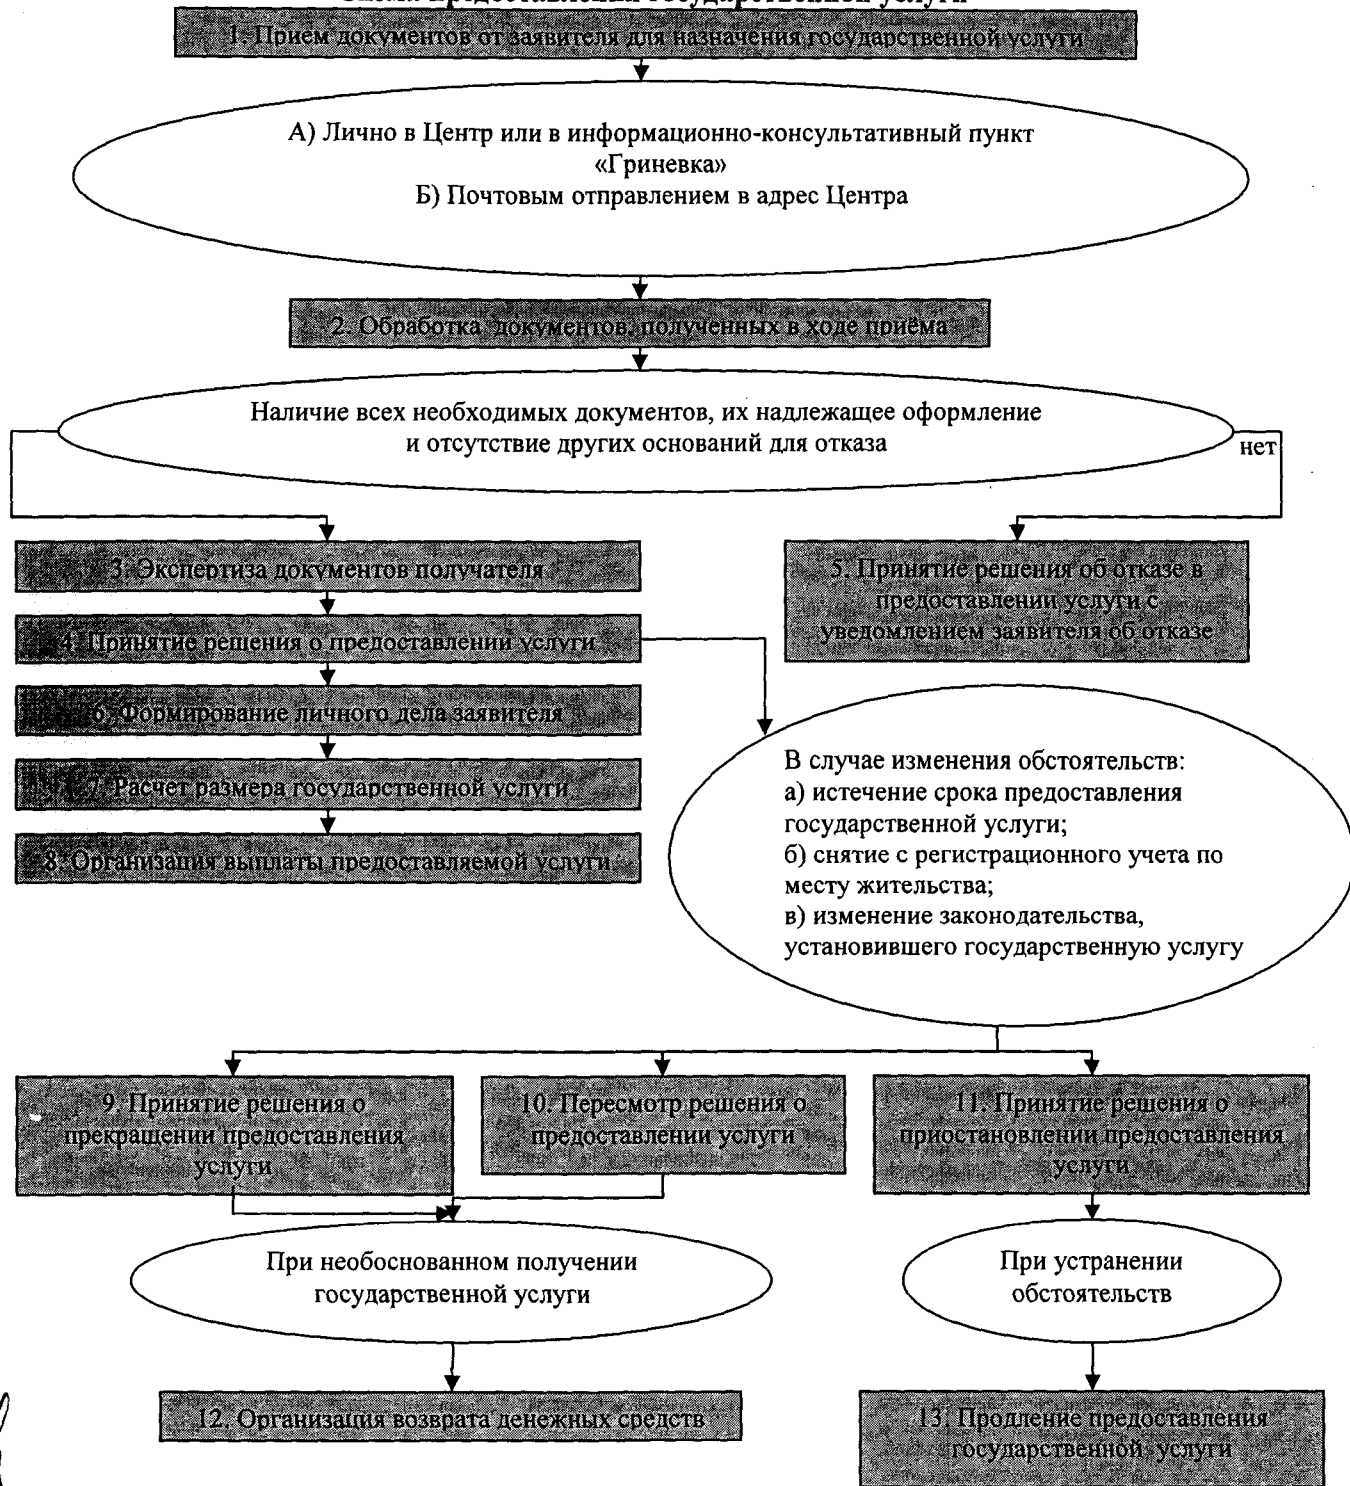 Схема предоставления государственной услуги
1. Прием документов от заявителя для назначения государственной услуги
А) Лично в Центр или в информационно-консультативный пункт
«Гриневка»
Б) Почтовым отправлением в адрес Центра
2. Обработка документов, полученных в ходе приёма
Наличие всех необходимых документов, их надлежащее оформление
и отсутствие других оснований для отказа
нет
3. Экспертиза документов получателя
4. Принятие решения о предоставлении услуги
5. Принятие решения об отказе в
предоставлении услуги с
уведомлением заявителя об отказе
6. Формирование личного дела заявителя
7. Расчет размера государственной услуги
8. Организация выплаты предоставляемой услуги
В случае изменения обстоятельств:
а) истечение срока предоставления
государственной услуги;
б) снятие с регистрационного учета по
месту жительства;
в) изменение законодательства,
установившего государственную услугу
9. Принятие решения о
прекращении предоставления
услуги
10. Пересмотр решения о
предоставлении услуги
11. Принятие решения о
приостановлении предоставления
услуги
При необоснованном получении
государственной услуги
При устранении
обстоятельств
12. Организация возврата денежных средств
13. Продление предоставления
государственной услуги